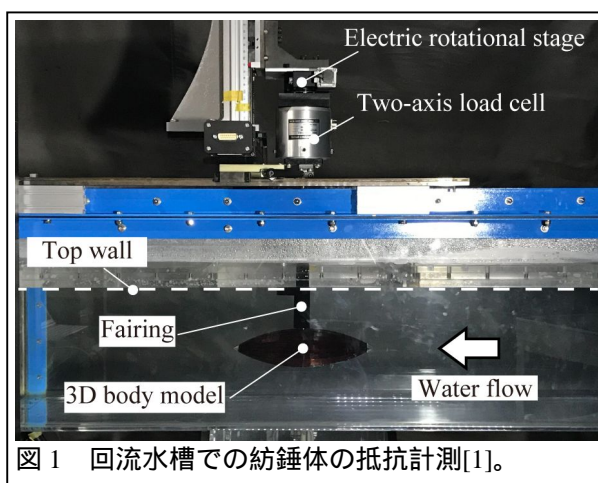 Electric rotational stage
Two-axis load cell
Top wall
Fairing
3D body model
Water flow
図 1 回流水槽での紡錘体の抵抗計測[1]。